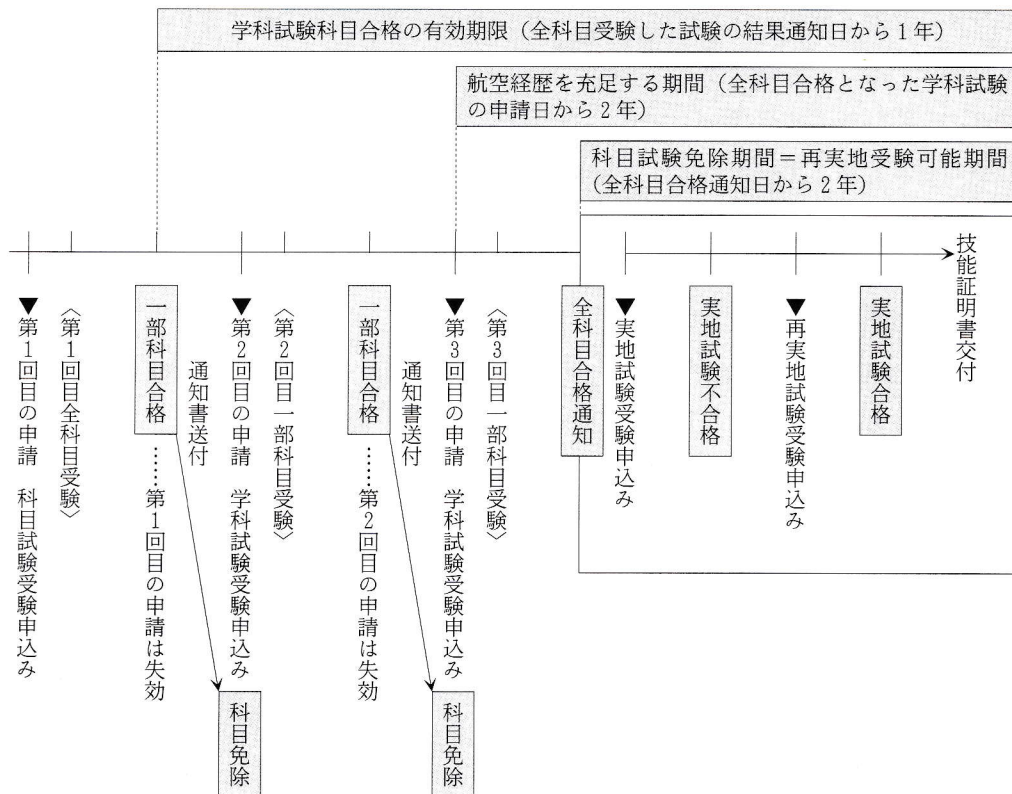 学科試験科目合格の有効期限（全科目受験した試験の結果通知日から1年）
航空経歴を充足する期間（全科目合格となった学科試験
の申請日から2年）
科目試験免除期間＝再実地受験可能期間
（全科目合格通知日から2年）
▼第1回目の申請　科目試験受験申込み
〈第1回目全科目受験〉
一部科目合格……第1回目の申請は失効
通知書送付
科目免除
▼第2回目の申請　学科試験受験申込み
〈第2回目一部科目受験〉
一部科目合格……第2回目の申請は失効
通知書送付
科目免除
▼第3回目の申請　学科試験受験申込み
〈第3回目一部科目受験〉
全科目合格通知
▼実地試験受験申込み
実地試験不合格
▼再実地試験受験申込み
実地試験合格
技能証明書交付